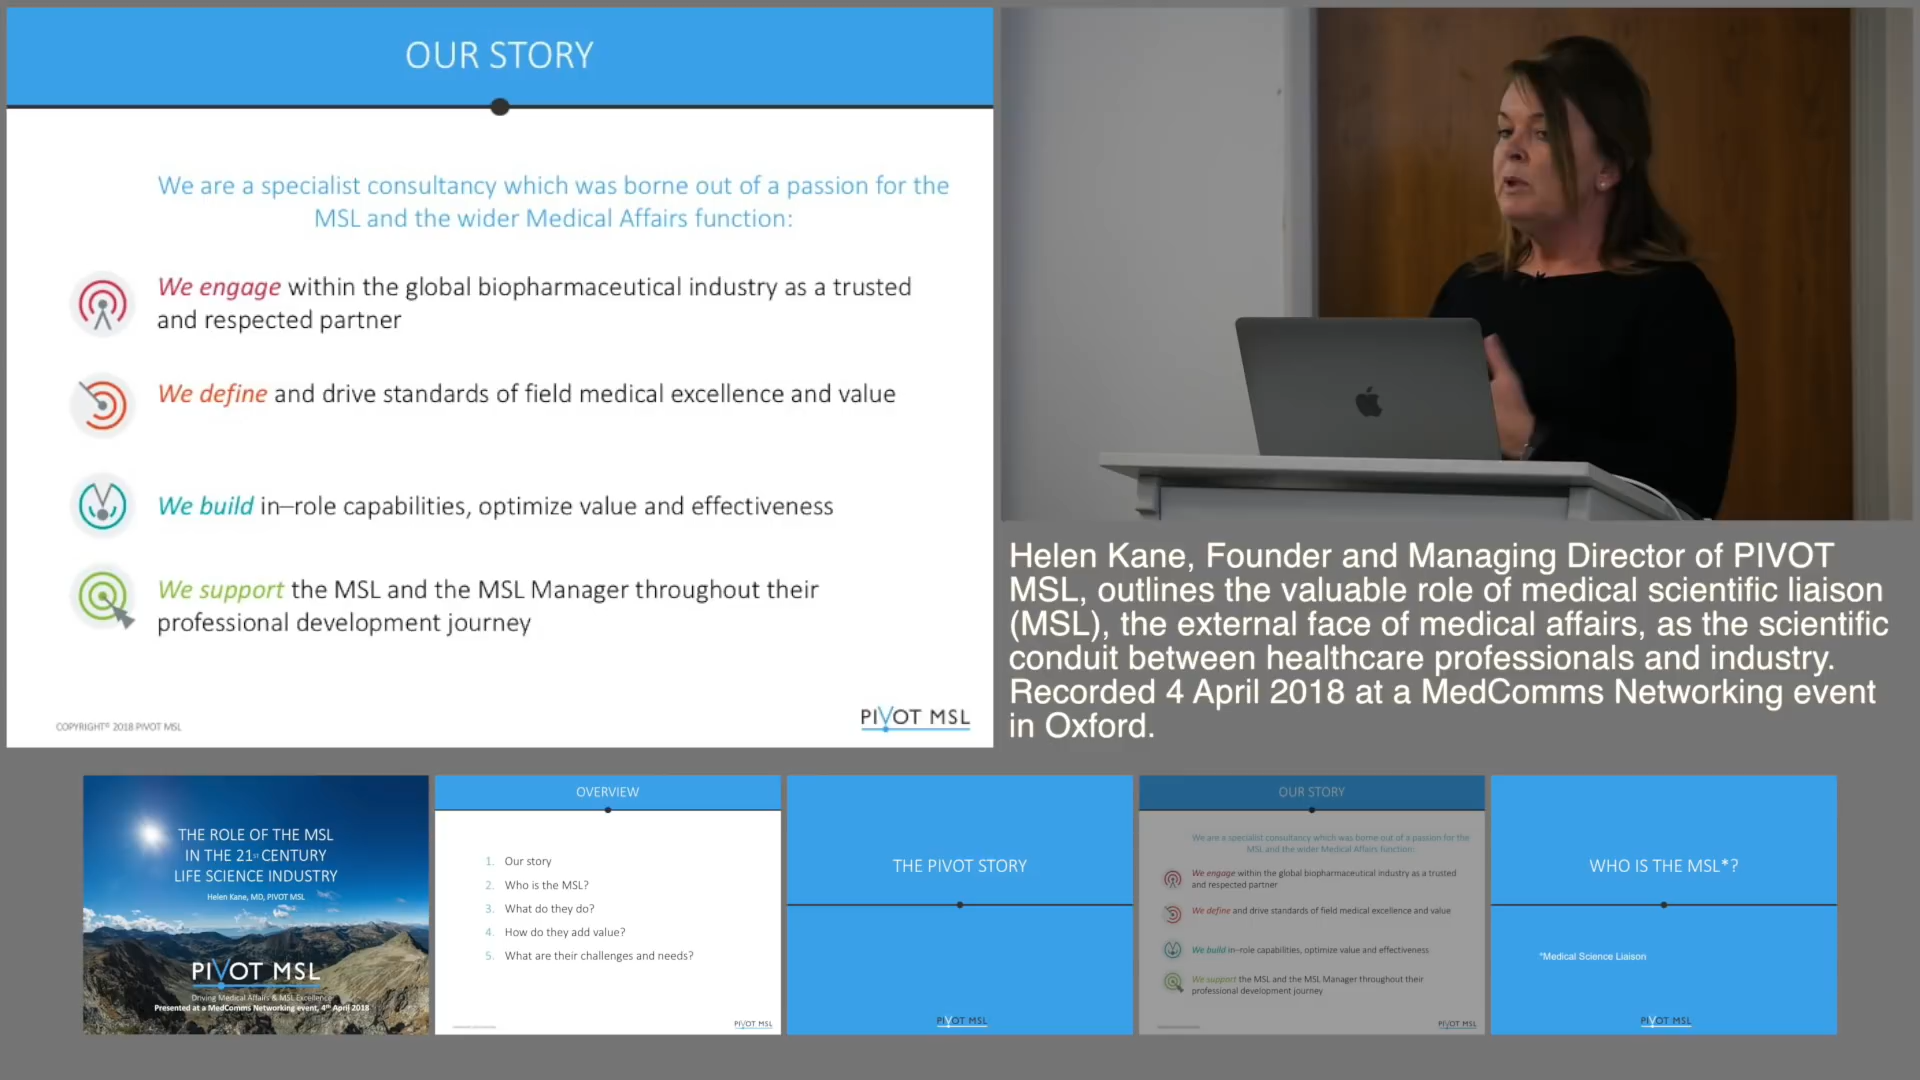 OUR STORY
We are a specialist consultancy which was borne out of a passion for the
MSL and the wider Medical Affairs function:
We engage within the global biopharmaceutical industry as a trusted
and respected partner
We define and drive standards of field medical excellence and value
We build in–role capabilities, optimize value and effectiveness
We support the MSL and the MSL Manager throughout their
professional development journey
COPYRIGHT© 2018 PIVOT MSL
PIVOT MSL
Helen Kane, Founder and Managing Director of PIVOT
MSL, outlines the valuable role of medical scientific liaison
(MSL), the external face of medical affairs, as the scientific
conduit between healthcare professionals and industry.
Recorded 4 April 2018 at a MedComms Networking event
in Oxford.
THE ROLE OF THE MSL
IN THE 21st CENTURY
LIFE SCIENCE INDUSTRY
Helen Kane, MD, PIVOT MSL
PIVOT MSL
Driving Medical Affairs & MSL Excellence
Presented at a MedComms Networking event, 4th April 2018
OVERVIEW
1. Our story
2. Who is the MSL?
3. What do they do?
4. How do they add value?
5. What are their challenges and needs?
PIVOT MSL
THE PIVOT STORY
PIVOT MSL
OUR STORY
We are a specialist consultancy which was borne out of a passion for the
MSL and the wider Medical Affairs function:
We engage within the global biopharmaceutical industry as a trusted
and respected partner
We define and drive standards of field medical excellence and value
We build in–role capabilities, optimize value and effectiveness
We support the MSL and the MSL Manager throughout their
professional development journey
PIVOT MSL
WHO IS THE MSL*?
*Medical Science Liaison
PIVOT MSL